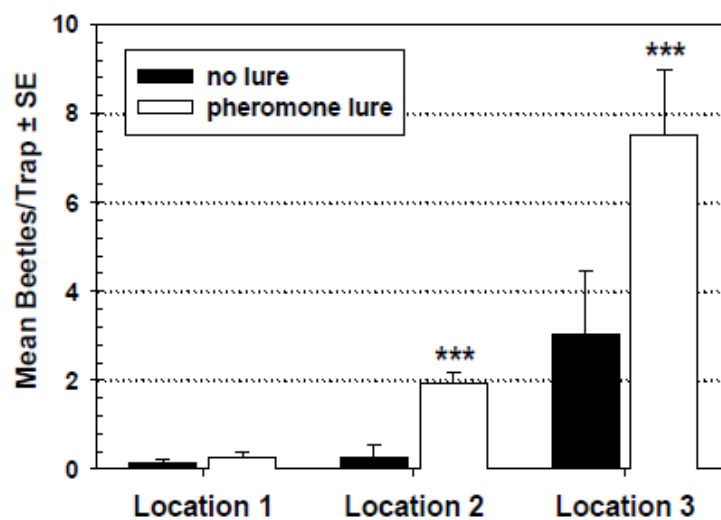 10
no lure
pheromone lure
***
8
6
4
***
2
0
Mean Beetles/Trap ± SE
Location 1 Location 2 Location 3